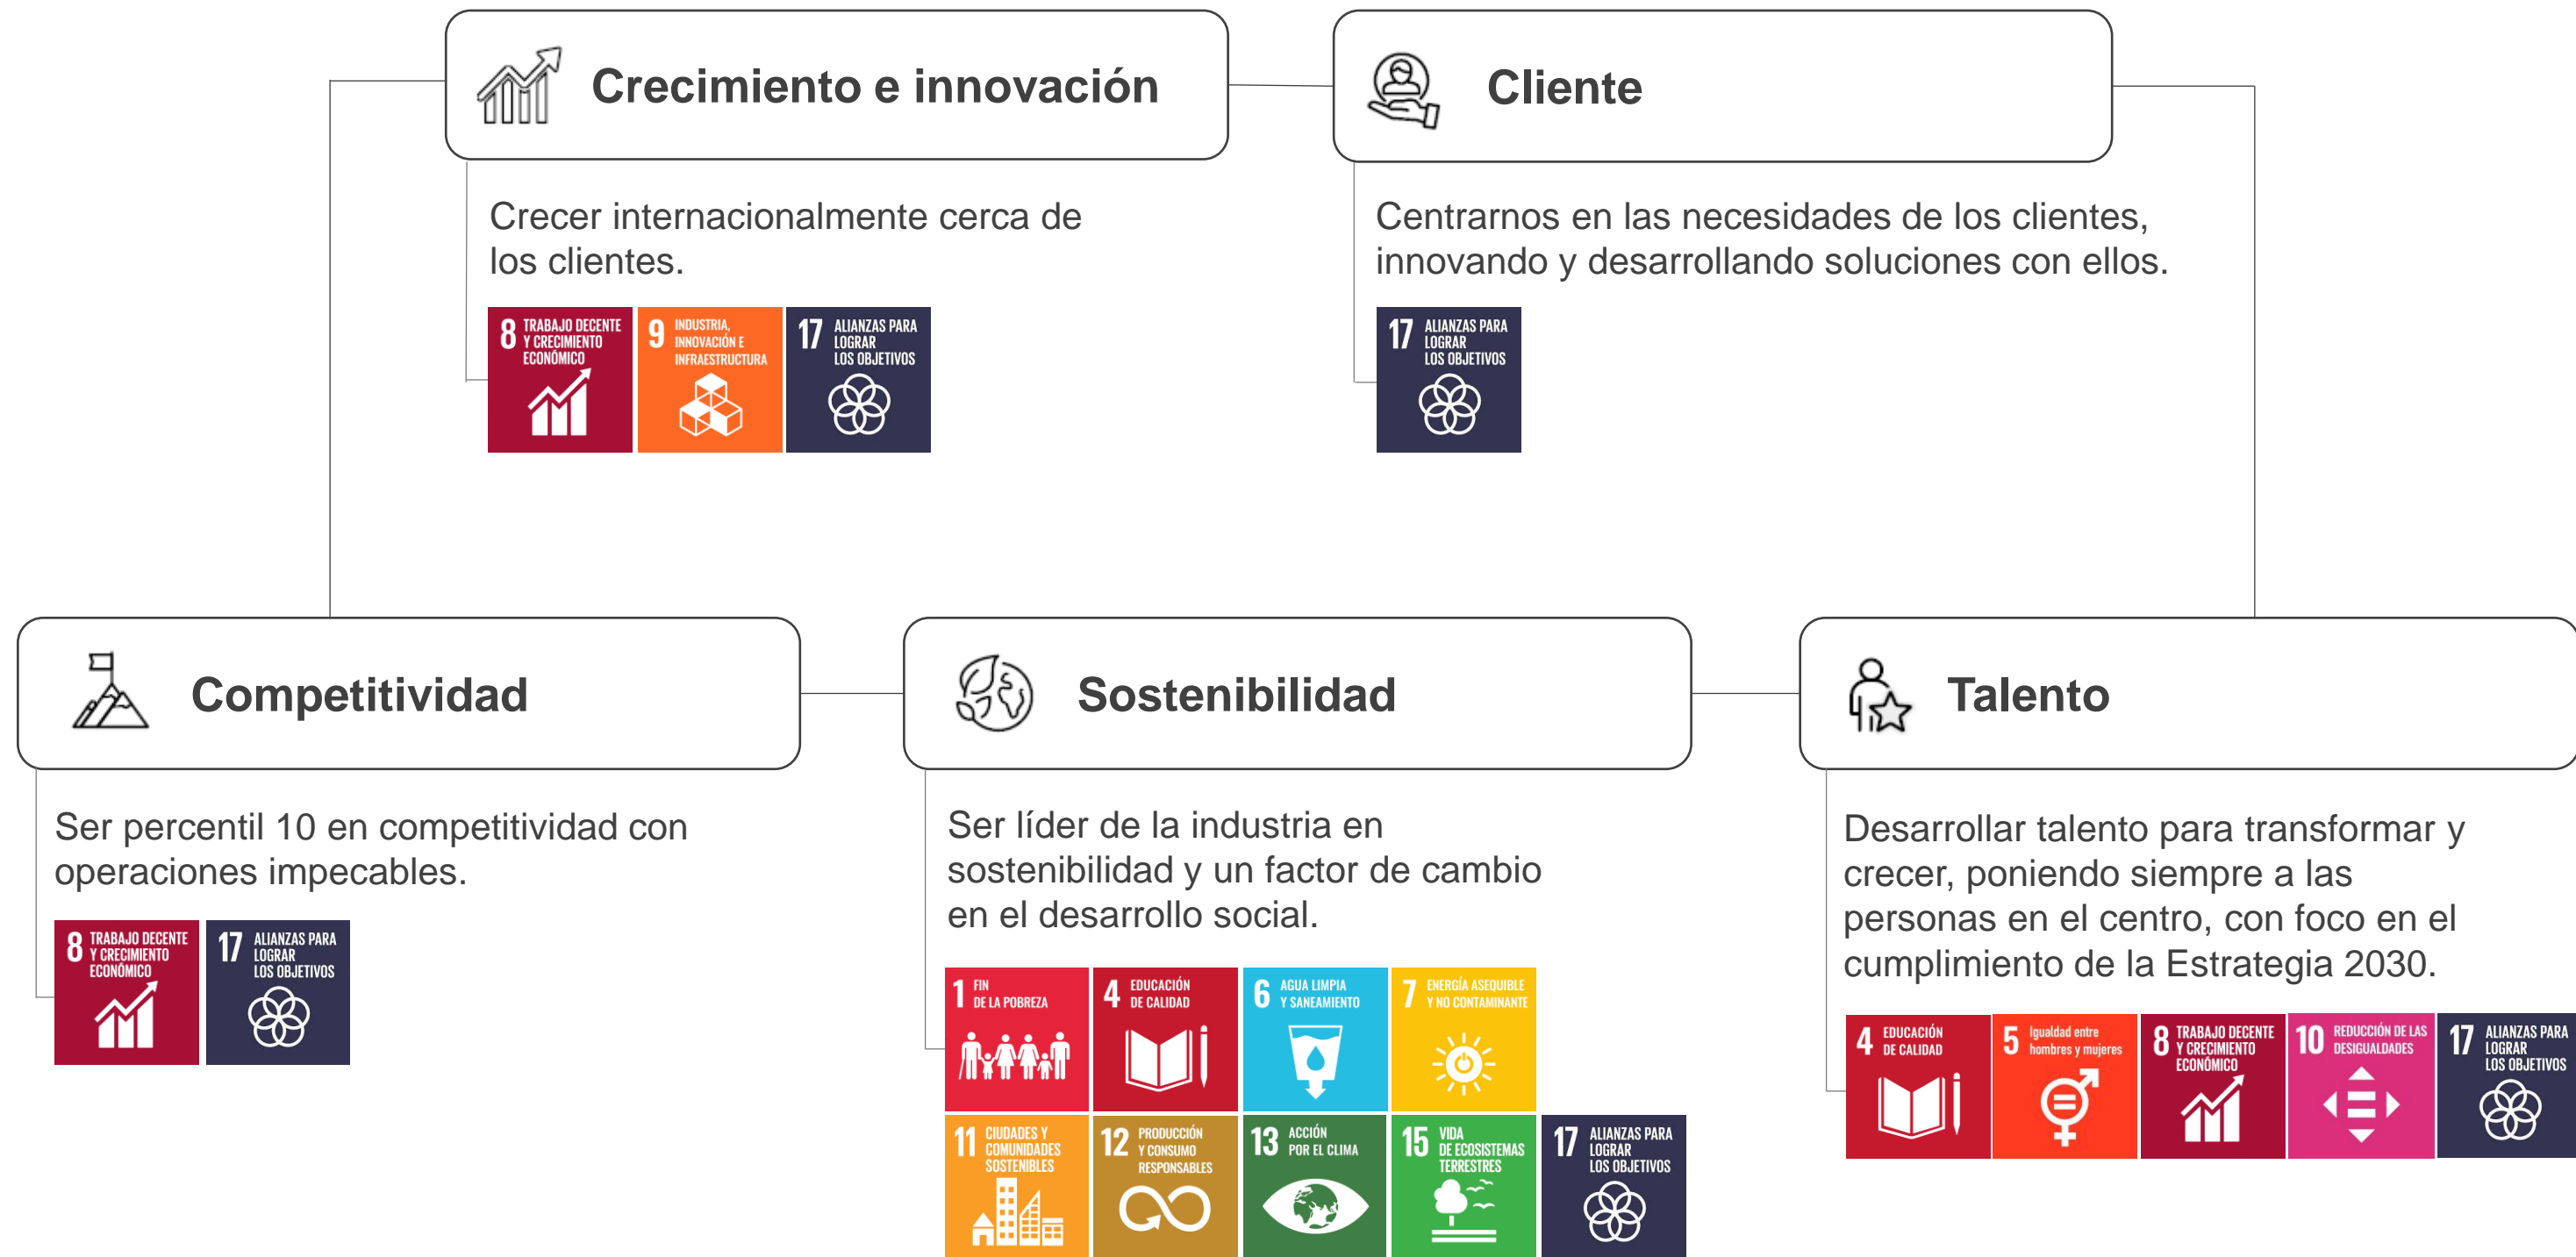 Crecimiento e innovación
Crecer internacionalmente cerca de
los clientes.
8 TRABAJO DECENTE
Y CRECIMIENTO
ECONÓMICO
9 INDUSTRIA,
INNOVACIÓN E
INFRAESTRUCTURA
17 ALIANZAS PARA
LOGRAR
LOS OBJETIVOS
Cliente
Centrarnos en las necesidades de los clientes,
innovando y desarrollando soluciones con ellos.
17 ALIANZAS PARA
LOGRAR
LOS OBJETIVOS
Competitividad
Ser percentil 10 en competitividad con
operaciones impecables.
8 TRABAJO DECENTE
Y CRECIMIENTO
ECONÓMICO
17 ALIANZAS PARA
LOGRAR
LOS OBJETIVOS
Sostenibilidad
Ser líder de la industria en
sostenibilidad y un factor de cambio
en el desarrollo social.
1 FIN
DE LA POBREZA
4 EDUCACIÓN
DE CALIDAD
6 AGUA LIMPIA
Y SANEAMIENTO
7 ENERGÍA ASEQUIBLE
Y NO CONTAMINANTE
11 CIUDADES Y
COMUNIDADES
SOSTENIBLES
12 PRODUCCIÓN
Y CONSUMO
RESPONSABLES
13 ACCIÓN
POR EL CLIMA
15 VIDA
DE ECOSISTEMAS
TERRESTRES
17 ALIANZAS PARA
LOGRAR
LOS OBJETIVOS
Talento
Desarrollar talento para transformar y
crecer, poniendo siempre a las
personas en el centro, con foco en el
cumplimiento de la Estrategia 2030.
4 EDUCACIÓN
DE CALIDAD
5 Igualdad entre
hombres y mujeres
8 TRABAJO DECENTE
Y CRECIMIENTO
ECONÓMICO
10 REDUCCIÓN DE LAS
DESIGUALDADES
17 ALIANZAS PARA
LOGRAR
LOS OBJETIVOS